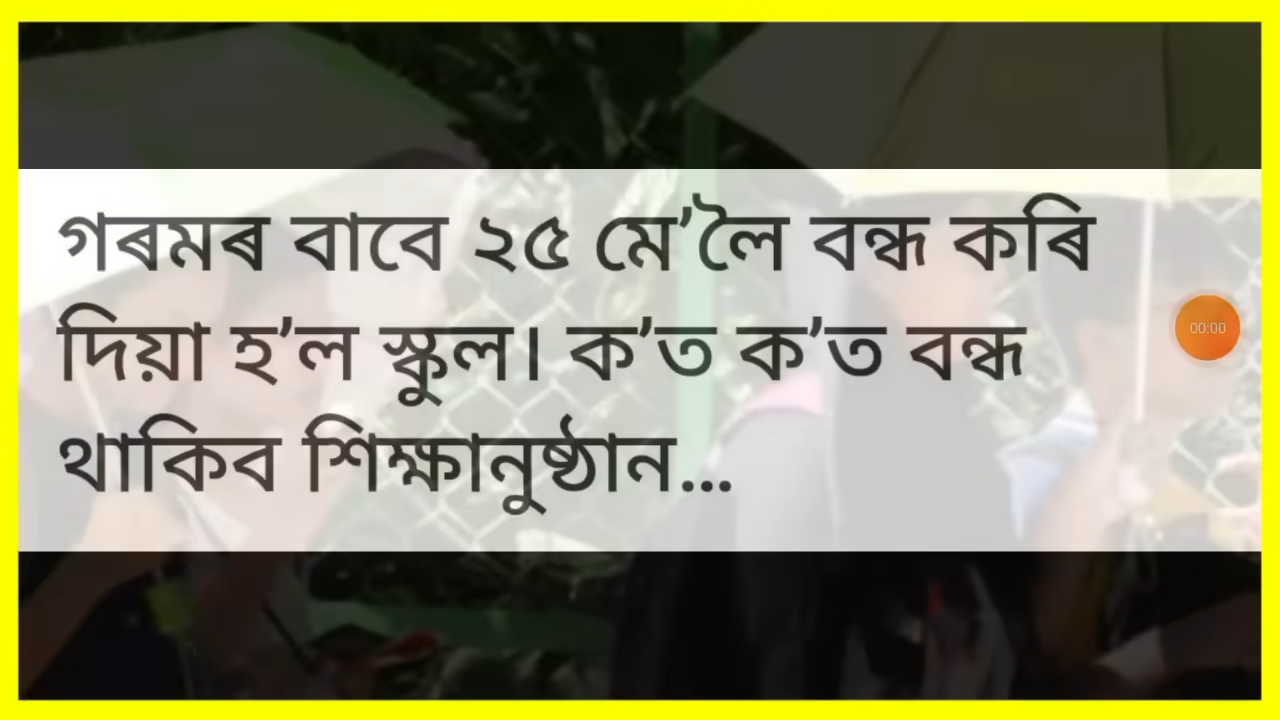 গৰমৰ বাবে ২৫ মে’লৈ বন্ধ কৰি
দিয়া হ’ল স্কুল। ক’ত ক’ত বন্ধ
থাকিব শিক্ষানুষ্ঠান...
00:00